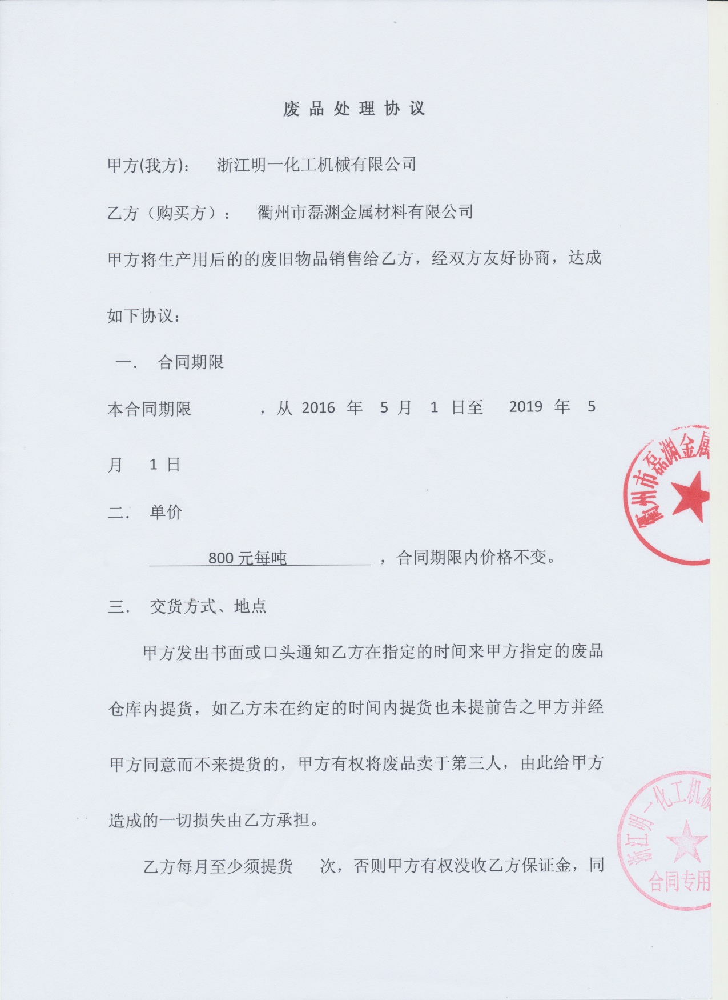 废品处理协议
甲方(我方)： 浙江明一化工机械有限公司
乙方（购买方）： 衢州市磊渊金属材料有限公司
甲方将生产用后的的废旧物品销售给乙方，经双方友好协商，达成
如下协议：
一． 合同期限
本合同期限 ，从 2016 年 5 月 1 日至 2019 年 5
月 1 日
二． 单价
800 元每吨 ，合同期限内价格不变。
三． 交货方式、地点
甲方发出书面或口头通知乙方在指定的时间来甲方指定的废品
仓库内提货，如乙方未在约定的时间内提货也未提前告之甲方并经
甲方同意而不来提货的，甲方有权将废品卖于第三人，由此给甲方
造成的一切损失由乙方承担。
乙方每月至少须提货 次，否则甲方有权没收乙方保证金，同
衢州市磊渊金属
浙江明一化工机械
合同专用